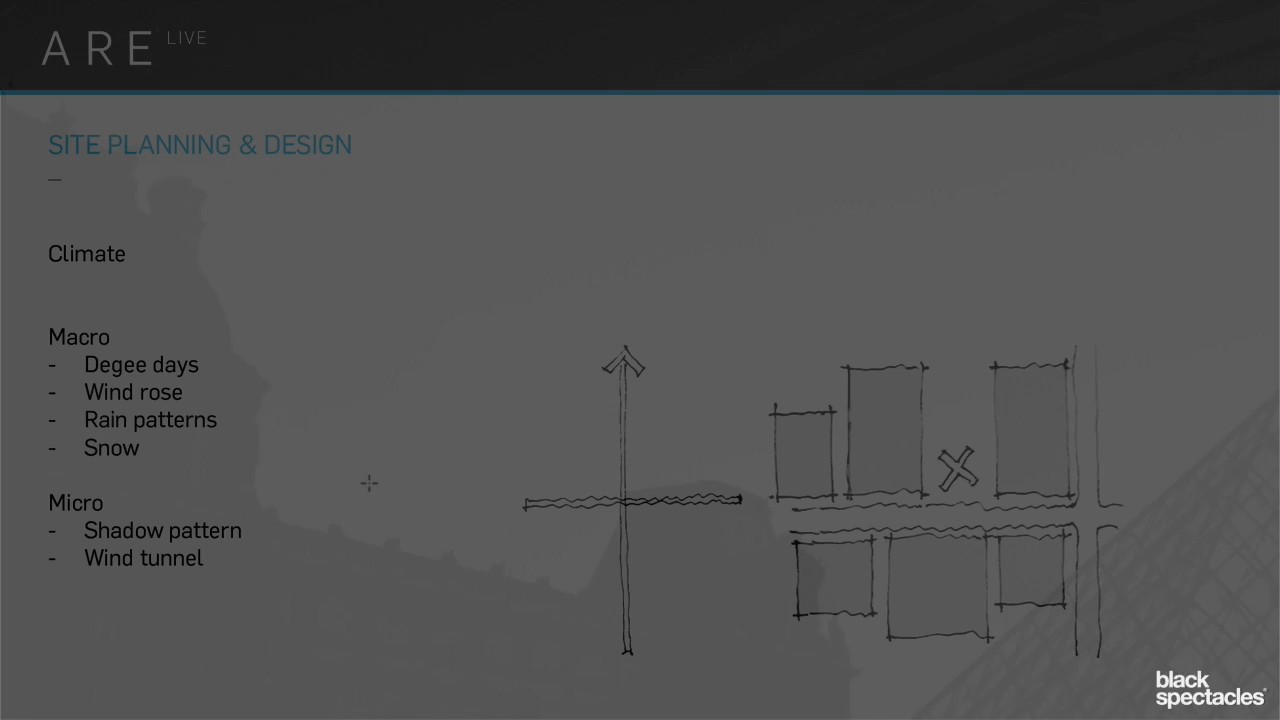 ARE LIVE
SITE PLANNING & DESIGN
Climate
Macro
- Degee days
- Wind rose
- Rain patterns
- Snow
Micro
- Shadow pattern
- Wind tunnel
black
spectacles